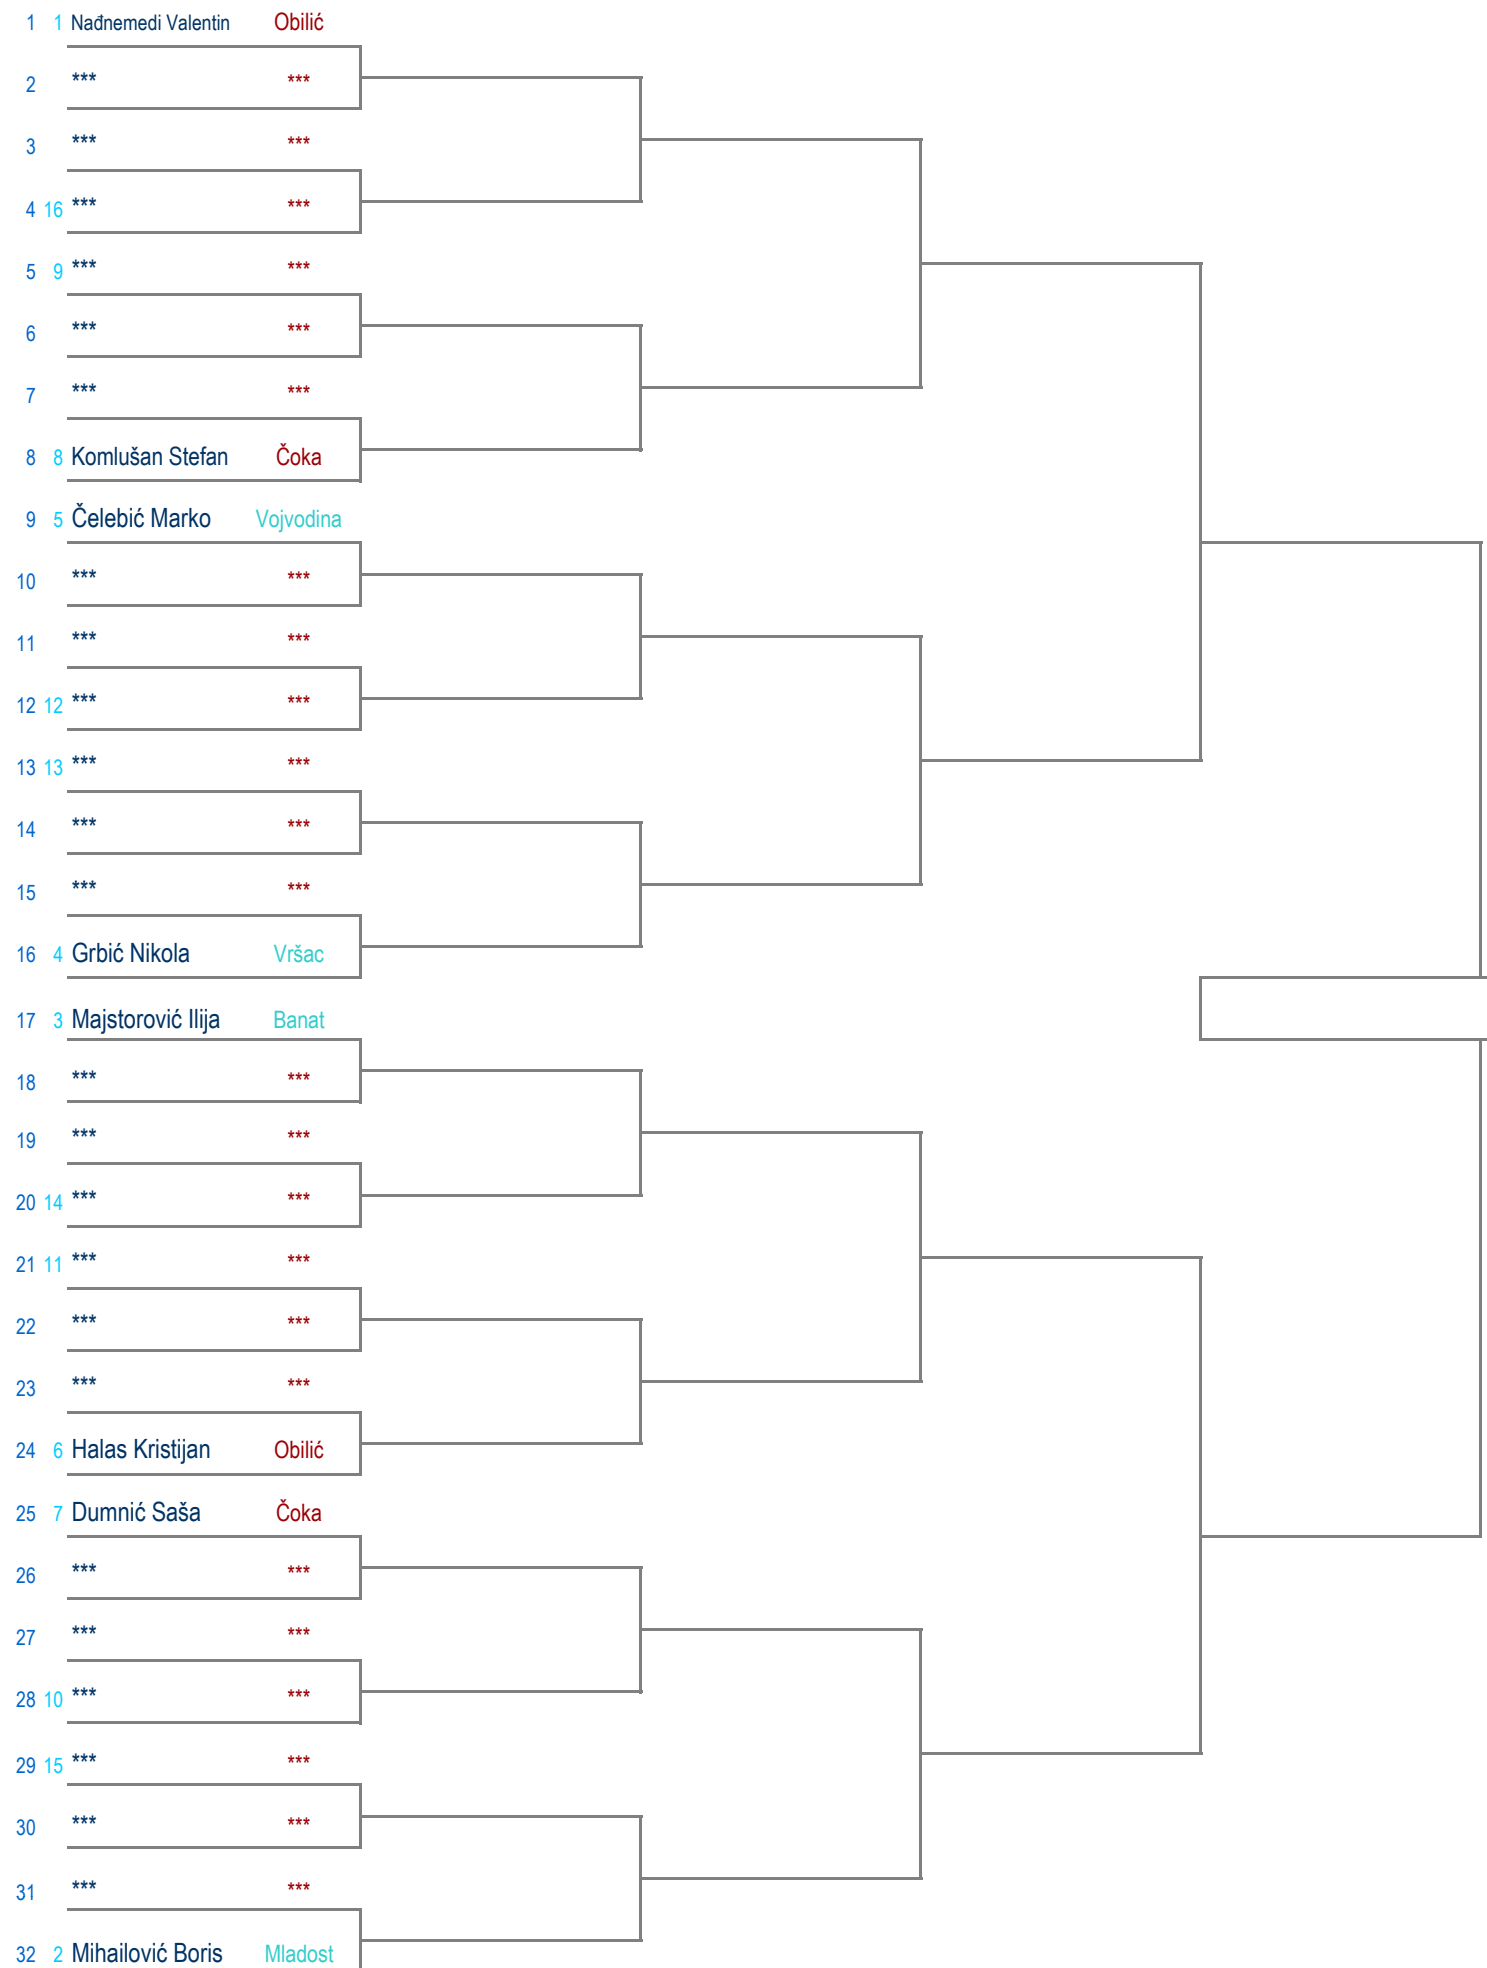 1 1 Nađnemedi Valentin Obilić
2 *** ***
3 *** ***
4 16 *** ***
5 9 *** ***
6 *** ***
7 *** ***
8 8 Komlušan Stefan Čoka
9 5 Čelebić Marko Vojvodina
10 *** ***
11 *** ***
12 12 *** ***
13 13 *** ***
14 *** ***
15 *** ***
16 4 Grbić Nikola Vršac
17 3 Majstorović Ilija Banat
18 *** ***
19 *** ***
20 14 *** ***
21 11 *** ***
22 *** ***
23 *** ***
24 6 Halas Kristijan Obilić
25 7 Dumnić Saša Čoka
26 *** ***
27 *** ***
28 10 *** ***
29 15 *** ***
30 *** ***
31 *** ***
32 2 Mihailović Boris Mladost